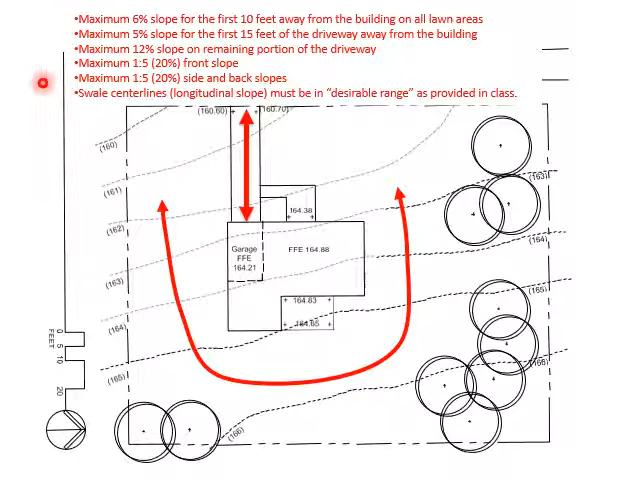 •Maximum 6% slope for the first 10 feet away from the building on all lawn areas
•Maximum 5% slope for the first 15 feet of the driveway away from the building
•Maximum 12% slope on remaining portion of the driveway
•Maximum 1:5 (20%) front slope
•Maximum 1:5 (20%) side and back slopes
•Swale centerlines (longitudinal slope) must be in “desirable range” as provided in class.
(160.60)
(160.70)
(160)
(161)
(163)
164.38
(162)
(164)
Garage
FFE
164.21
FFE 164.88
(163)
(165)
164.83
(164)
164.65
(166)
(165)
(166)
0 5 10 20
FEET